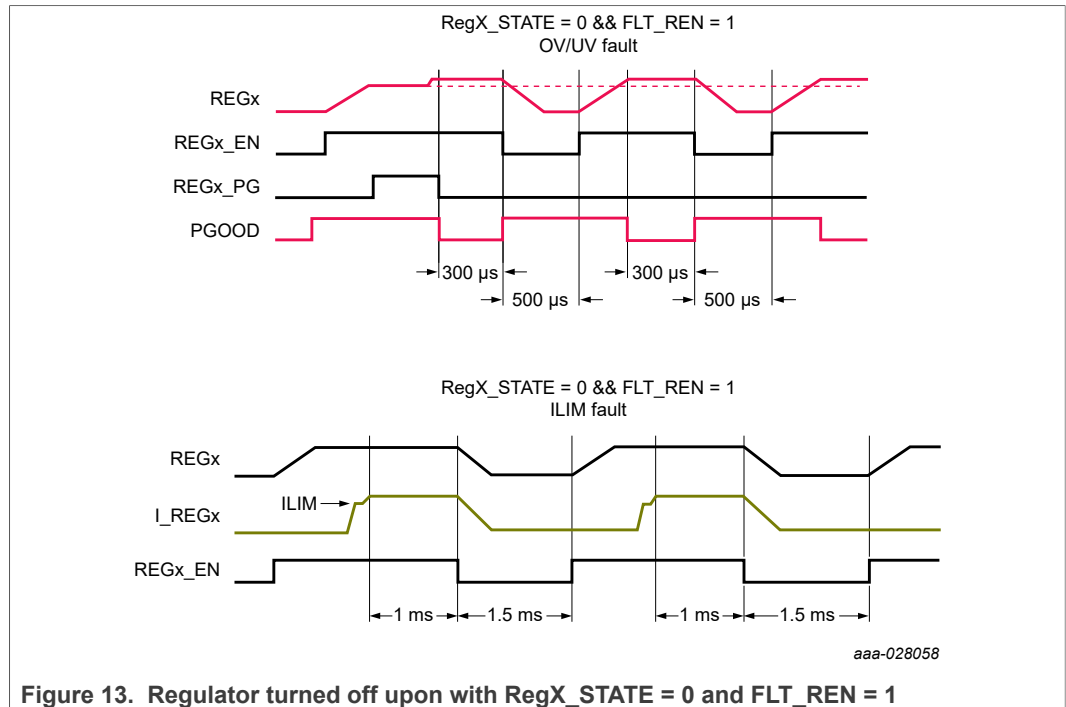 RegX_STATE = 0 && FLT_REN = 1
OV/UV fault
REGx
REGx_EN
REGx_PG
PGOOD
300 µs
300 µs
500 µs
500 µs
RegX_STATE = 0 && FLT_REN = 1
ILIM fault
REGx
ILIM
I_REGx
REGx_EN
1 ms
1.5 ms
1 ms
1.5 ms
aaa-028058
Figure 13. Regulator turned off upon with RegX_STATE = 0 and FLT_REN = 1